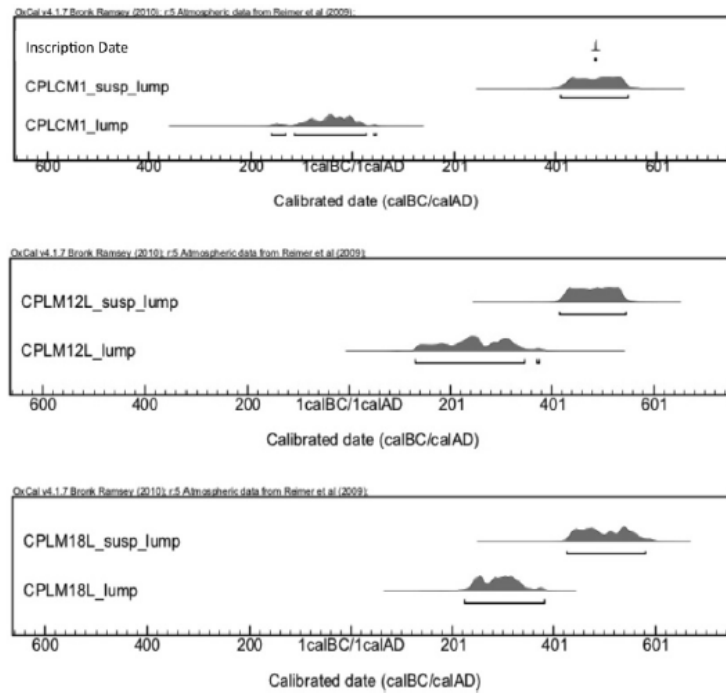 OxCal v4.1.7 Bronk Ramsey (2010); r:5 Atmospheric data from Reimer et al (2009);
Inscription Date
CPLCM1_susp_lump
CPLCM1_lump
600 400 200 1calBC/1calAD 201 401 601
Calibrated date (calBC/calAD)
OxCal v4.1.7 Bronk Ramsey (2010); r:5 Atmospheric data from Reimer et al (2009);
CPLM12L_susp_lump
CPLM12L_lump
600 400 200 1calBC/1calAD 201 401 601
Calibrated date (calBC/calAD)
OxCal v4.1.7 Bronk Ramsey (2010); r:5 Atmospheric data from Reimer et al (2009);
CPLM18L_susp_lump
CPLM18L_lump
600 400 200 1calBC/1calAD 201 401 601
Calibrated date (calBC/calAD)